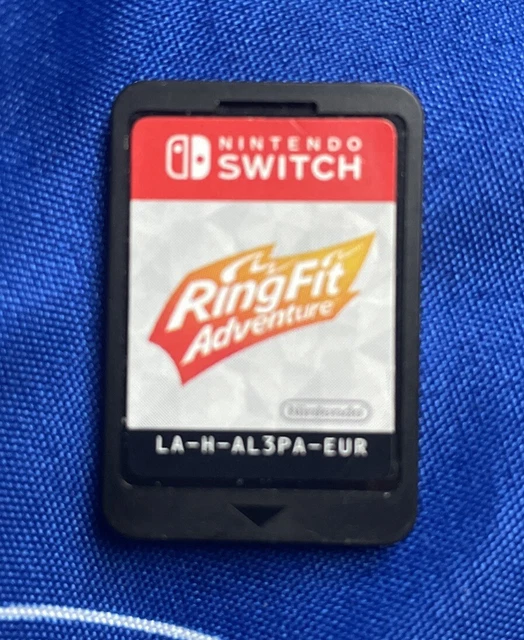 NINTENDO
SWITCH
RingFit
Adventure
Nintendo
LA-H-AL3PA-EUR